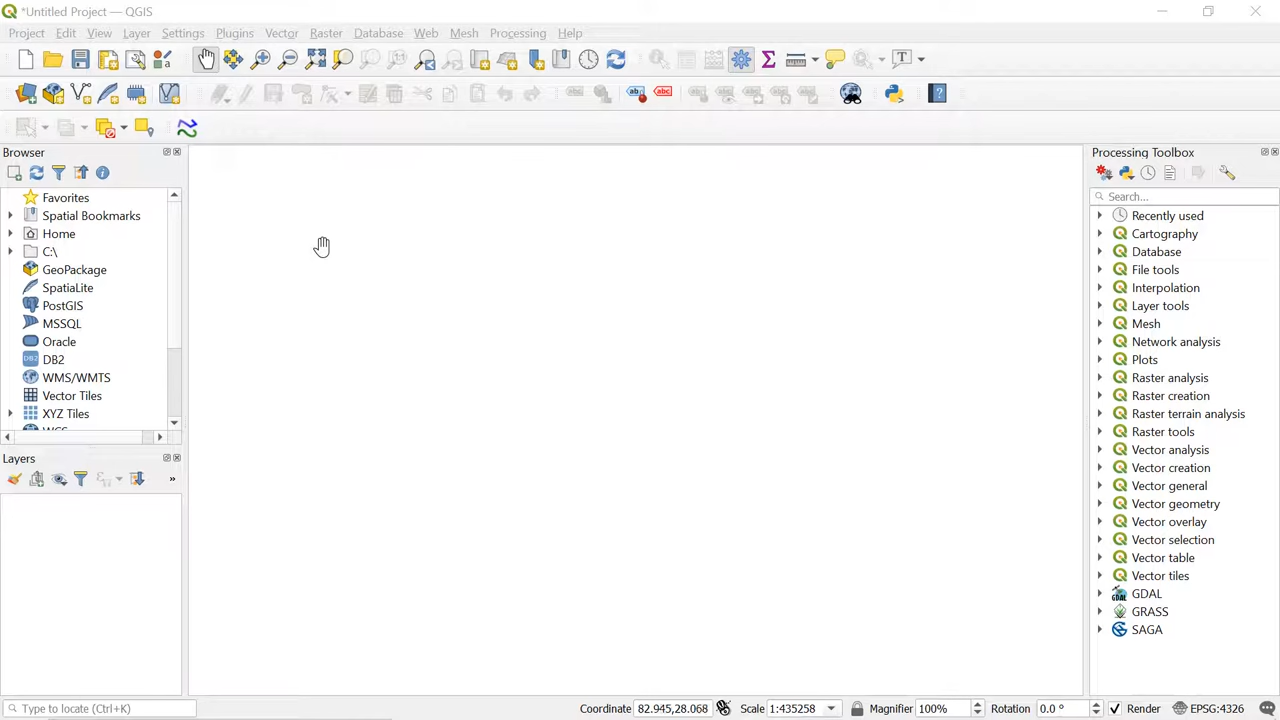 *Untitled Project — QGIS
Project Edit View Layer Settings Plugins Vector Raster Database Web Mesh Processing Help
Browser
Favorites
Spatial Bookmarks
Home
C:\
GeoPackage
SpatiaLite
PostGIS
MSSQL
Oracle
DB2
WMS/WMTS
Vector Tiles
XYZ Tiles
WCS
Layers
Processing Toolbox
Search...
Recently used
Cartography
Database
File tools
Interpolation
Layer tools
Mesh
Network analysis
Plots
Raster analysis
Raster creation
Raster terrain analysis
Raster tools
Vector analysis
Vector creation
Vector general
Vector geometry
Vector overlay
Vector selection
Vector table
Vector tiles
GDAL
GRASS
SAGA
Type to locate (Ctrl+K) Coordinate 82.945,28.068 Scale 1:435258 Magnifier 100% Rotation 0.0 ° Render EPSG:4326